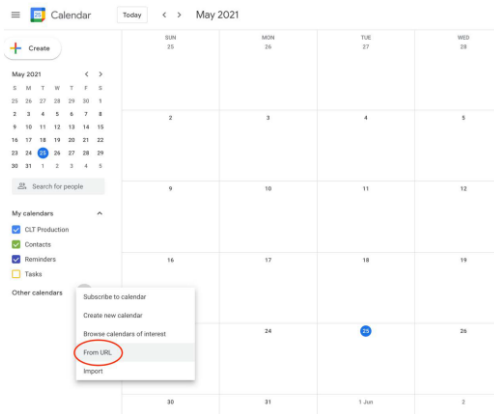 Calendar Today May 2021
Create
SUN MON TUE WED
25 26 27 28
May 2021
S M T W T F S
25 26 27 28 29 30 1
2 3 4 5 6 7 8
9 10 11 12 13 14 15
16 17 18 19 20 21 22
23 24 25 26 27 28 29
30 31 1 2 3 4 5
2 3 4 5
Search for people
9 10 11 12
My calendars
CLT Production
Contacts
Reminders
Tasks
16 17 18 19
Other calendars
Subscribe to calendar
Create new calendar
Browse calendars of interest
From URL
Import
24 25 26
30 31 1 Jun 2